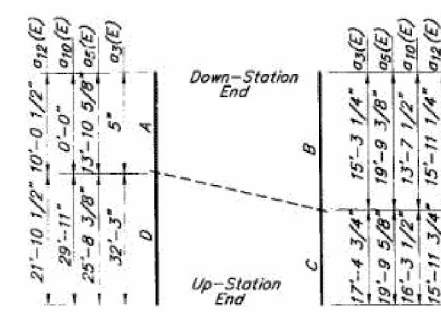 a12(E) a10(E) a5(E) a3(E)
10'-0 1/2" 0'-0" 13'-10 5/8" 5"
21'-10 1/2" 29'-11" 25'-8 3/8" 32'-3"
A
D
Down-Station
End
Up-Station
End
B
C
a3(E) a5(E) a10(E) a12(E)
15'-3 1/4" 19'-9 3/8" 13'-7 1/2" 15'-11 1/4"
17'-4 3/4" 19'-9 5/8" 16'-3 1/2" 15'-11 3/4"